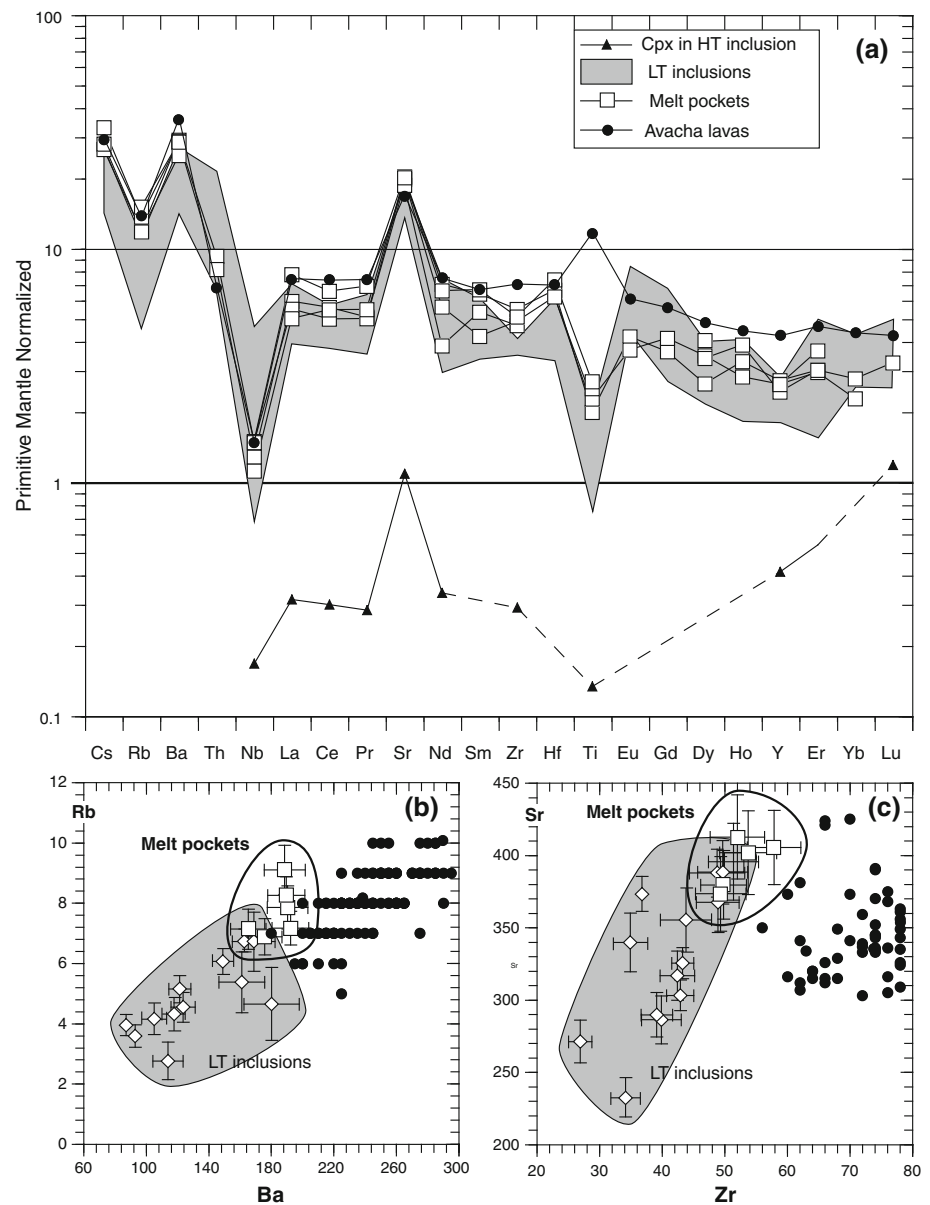 100
Cpx in HT inclusion
(a)
LT inclusions
Melt pockets
Avacha lavas
10
Primitive Mantle Normalized
1
0.1
Cs Rb Ba Th Nb La Ce Pr Sr Nd Sm Zr Hf Ti Eu Gd Dy Ho Y Er Yb Lu
12
Rb
(b)
Melt pockets
10
8
6
4
LT inclusions
2
0
60 100 140 180 220 260 300
Ba
450
Sr
Melt pockets
(c)
400
350
Sr
300
LT inclusions
250
200
20 30 40 50 60 70 80
Zr